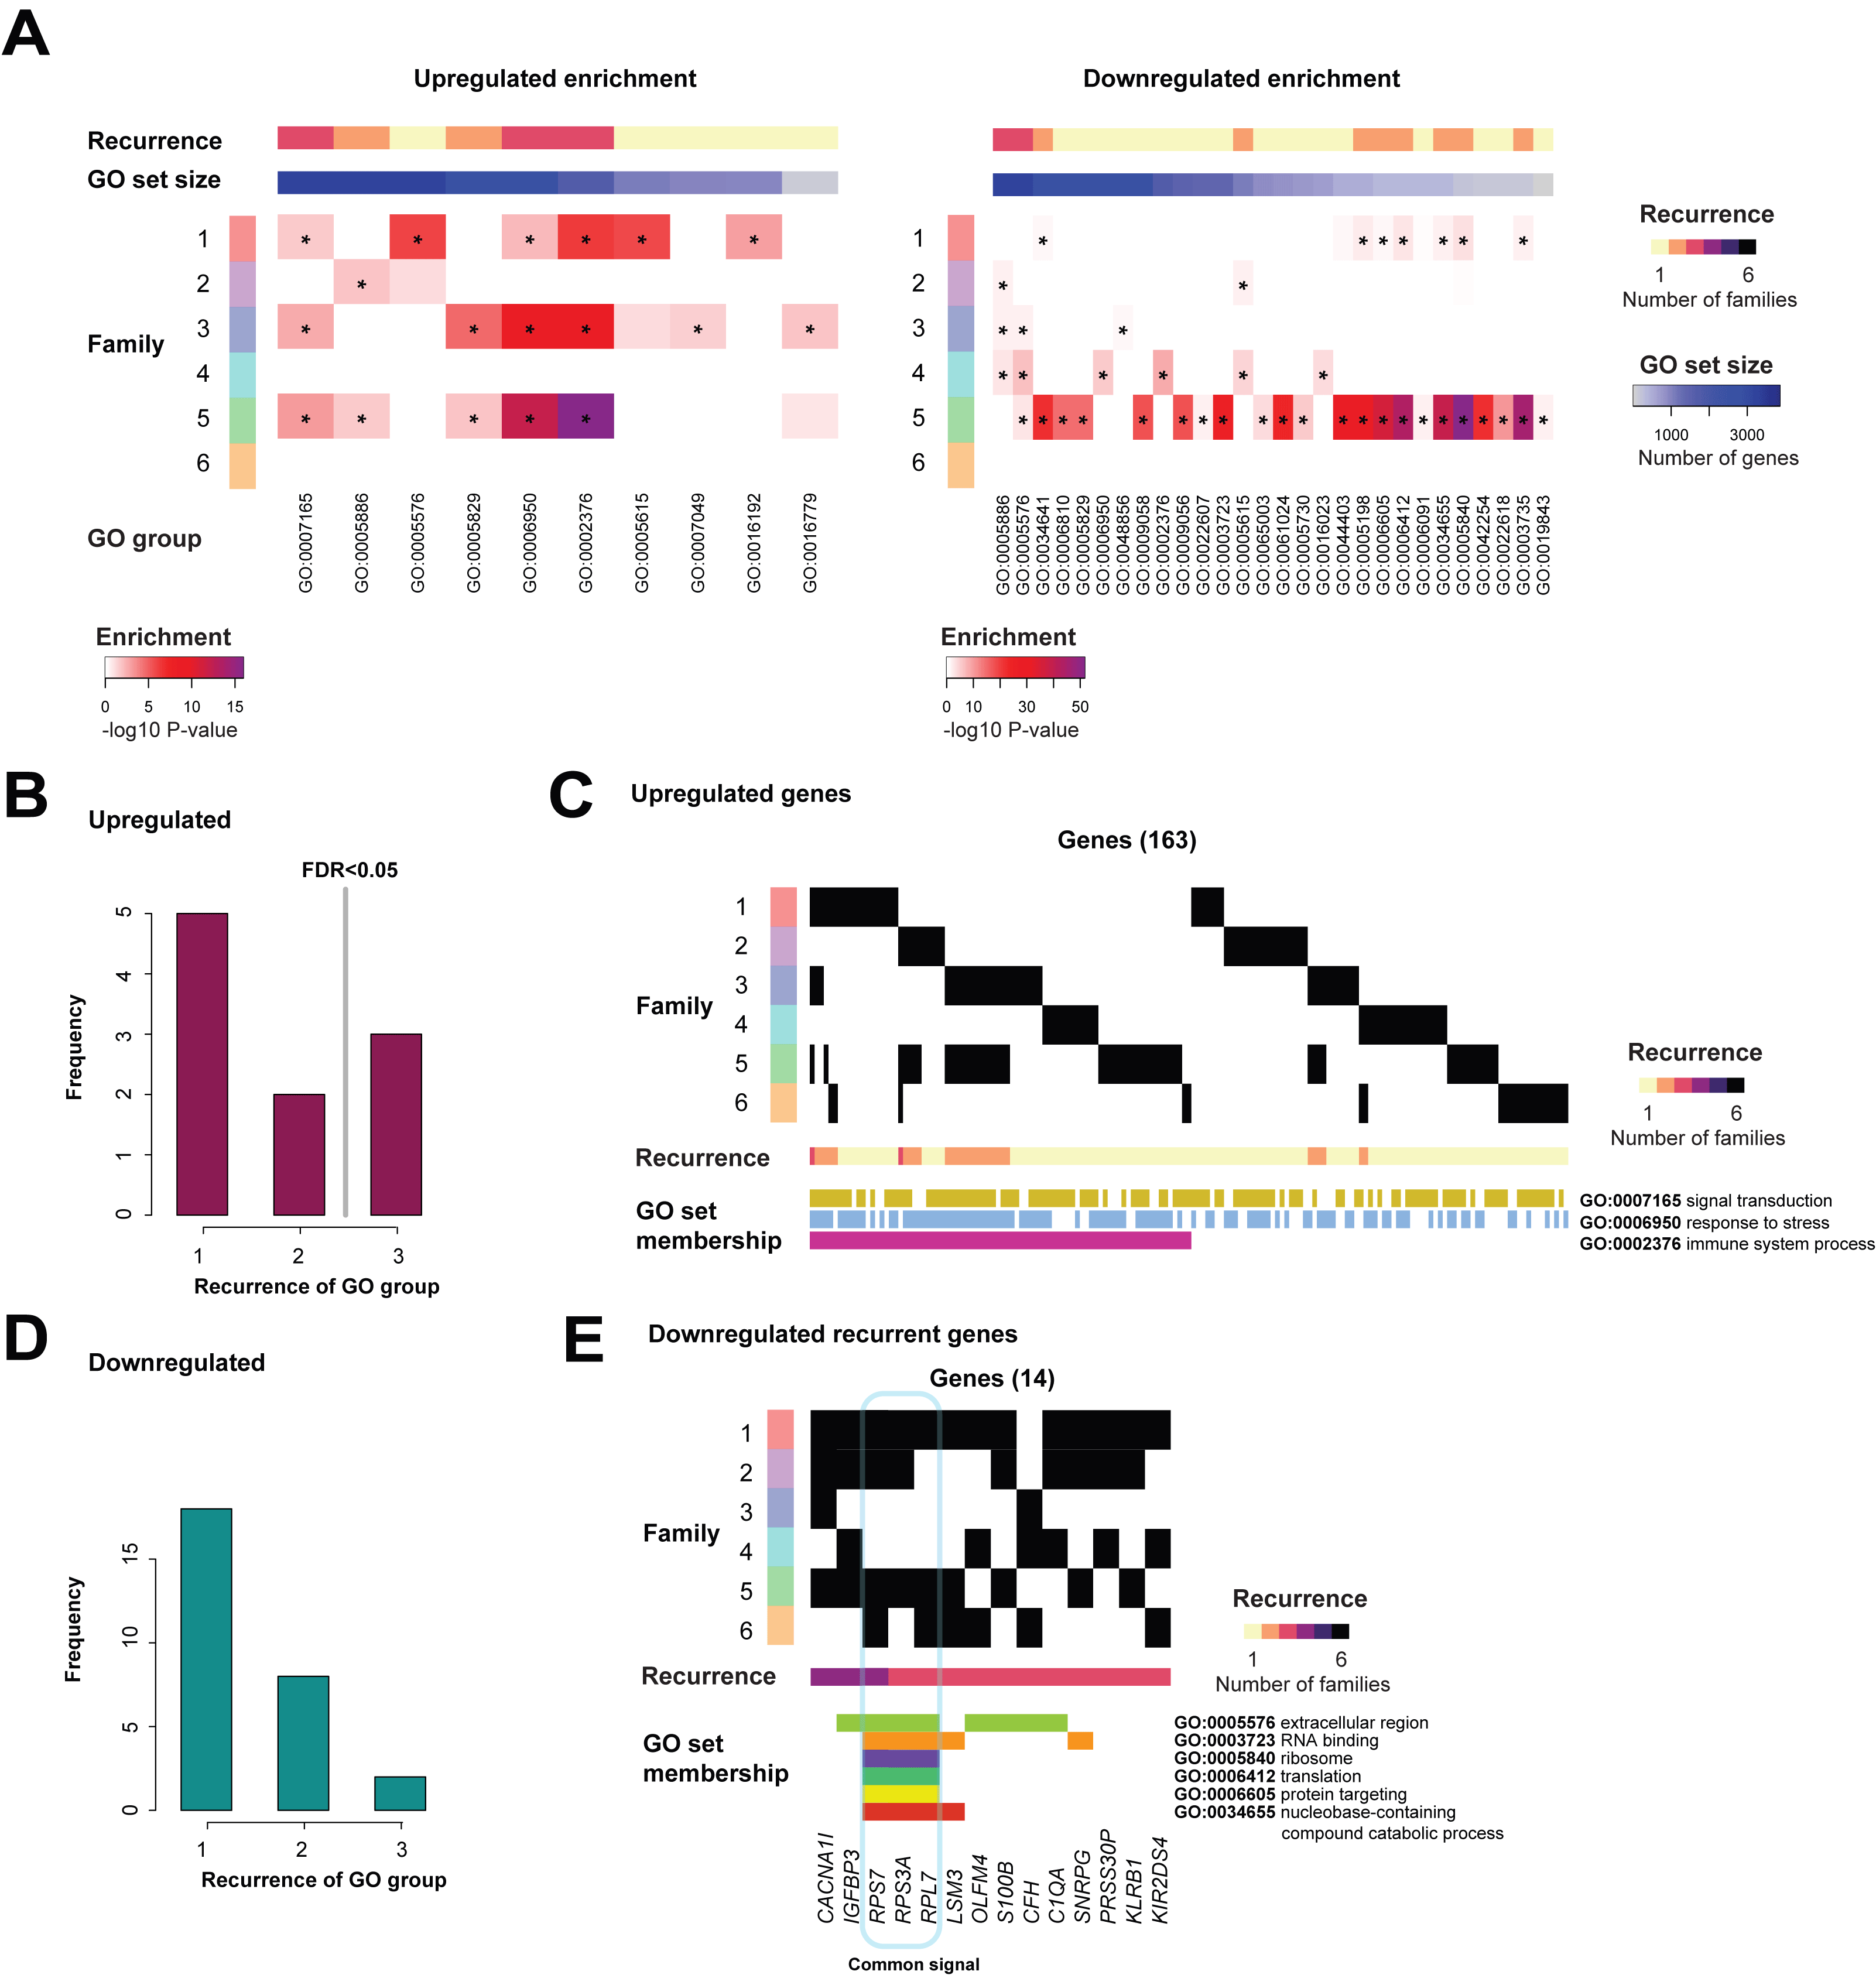 A
Upregulated enrichment
Downregulated enrichment
Recurrence
GO set size
Family
1
*
*
*
*
*
*
2
*
3
*
*
*
*
*
*
4
5
*
*
*
*
*
6
GO group
GO:0007165
GO:0005886
GO:0005576
GO:0005829
GO:0006950
GO:0002376
GO:0005615
GO:0007049
GO:0016192
GO:0016779
Enrichment
0 5 10 15
-log10 P-value
1
* * * * * * *
2
* *
3
* * *
4
* * * * * *
5
* * * * * * * * * * * * * * * * * * * * * *
6
GO:0005886
GO:0005576
GO:0034641
GO:0006810
GO:0005829
GO:0006950
GO:0048856
GO:0009058
GO:0002376
GO:0009056
GO:0022607
GO:0003723
GO:0005615
GO:0065003
GO:0061024
GO:0005730
GO:0016023
GO:0044403
GO:0005198
GO:0006605
GO:0006412
GO:0006091
GO:0034655
GO:0005840
GO:0042254
GO:0022618
GO:0003735
GO:0019843
Enrichment
0 10 30 50
-log10 P-value
Recurrence
1 6
Number of families
GO set size
1000 3000
Number of genes
B
Upregulated
FDR<0.05
Frequency
5
4
3
2
1
0
1 2 3
Recurrence of GO group
C
Upregulated genes
Genes (163)
Family
1
2
3
4
5
6
Recurrence
GO set
membership
GO:0007165 signal transduction
GO:0006950 response to stress
GO:0002376 immune system process
Recurrence
1 6
Number of families
D
Downregulated
Frequency
15
10
5
0
1 2 3
Recurrence of GO group
E
Downregulated recurrent genes
Genes (14)
Family
1
2
3
4
5
6
Recurrence
GO set
membership
GO:0005576 extracellular region
GO:0003723 RNA binding
GO:0005840 ribosome
GO:0006412 translation
GO:0006605 protein targeting
GO:0034655 nucleobase-containing
compound catabolic process
CACNA1I
IGFBP3
RPS7
RPS3A
RPL7
LSM3
OLFM4
S100B
CFH
C1QA
SNRPG
PRSS30P
KLRB1
KIR2DS4
Common signal
Recurrence
1 6
Number of families